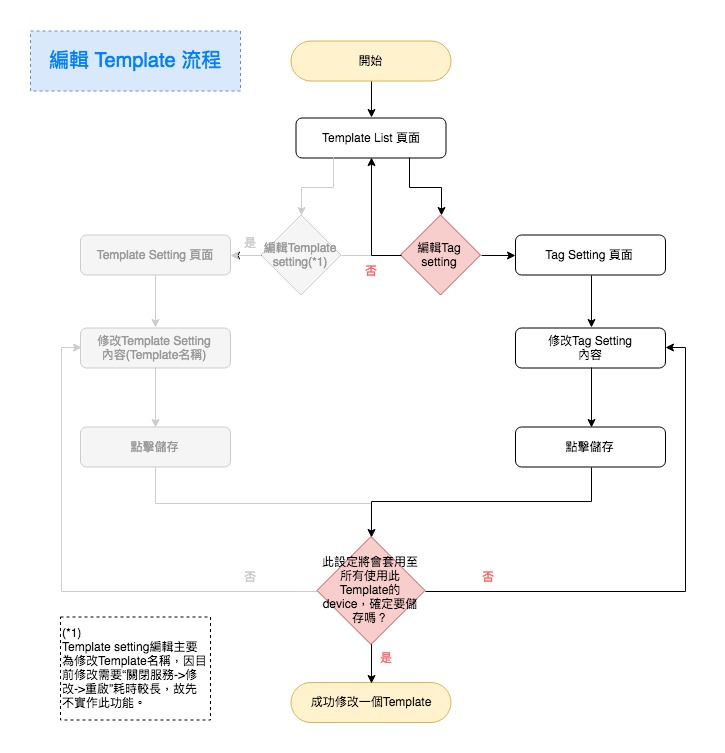 編輯 Template 流程
開始
Template List 頁面
是
編輯Template
setting(*1)
編輯Tag
setting
否
Template Setting 頁面
Tag Setting 頁面
修改Template Setting
內容(Template名稱)
修改Tag Setting
內容
點擊儲存
點擊儲存
此設定將會套用至
所有使用此
Template的
device，確定要儲
存嗎？
否
否
是
成功修改一個Template
(*1)
Template setting編輯主要
為修改Template名稱，因目
前修改需要“關閉服務->修
改->重啟”耗時較長，故先
不實作此功能。